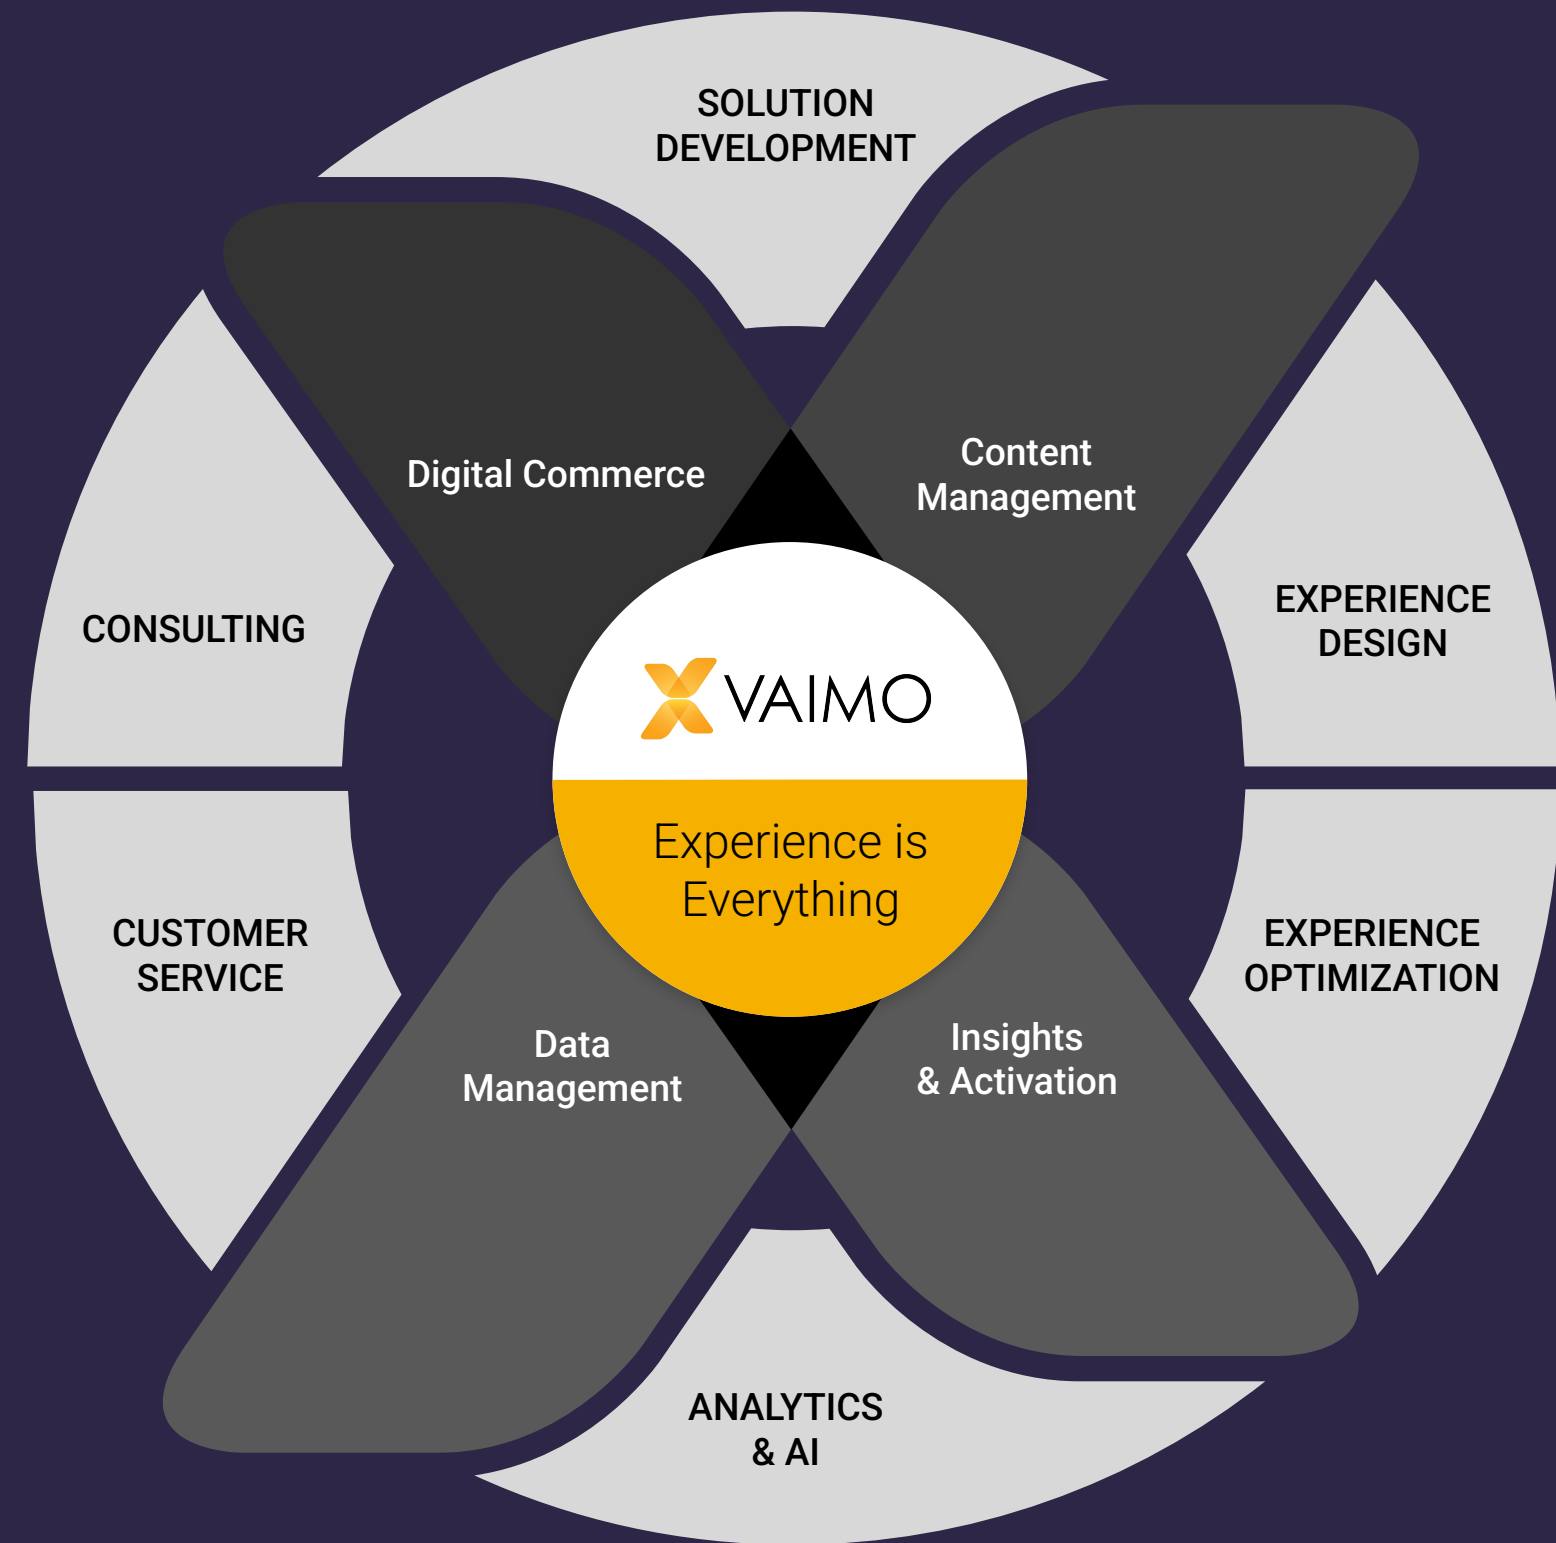 SOLUTION
DEVELOPMENT
Digital Commerce
Content
Management
CONSULTING
EXPERIENCE
DESIGN
VAIMO
Experience is
Everything
CUSTOMER
SERVICE
EXPERIENCE
OPTIMIZATION
Data
Management
Insights
& Activation
ANALYTICS
& AI